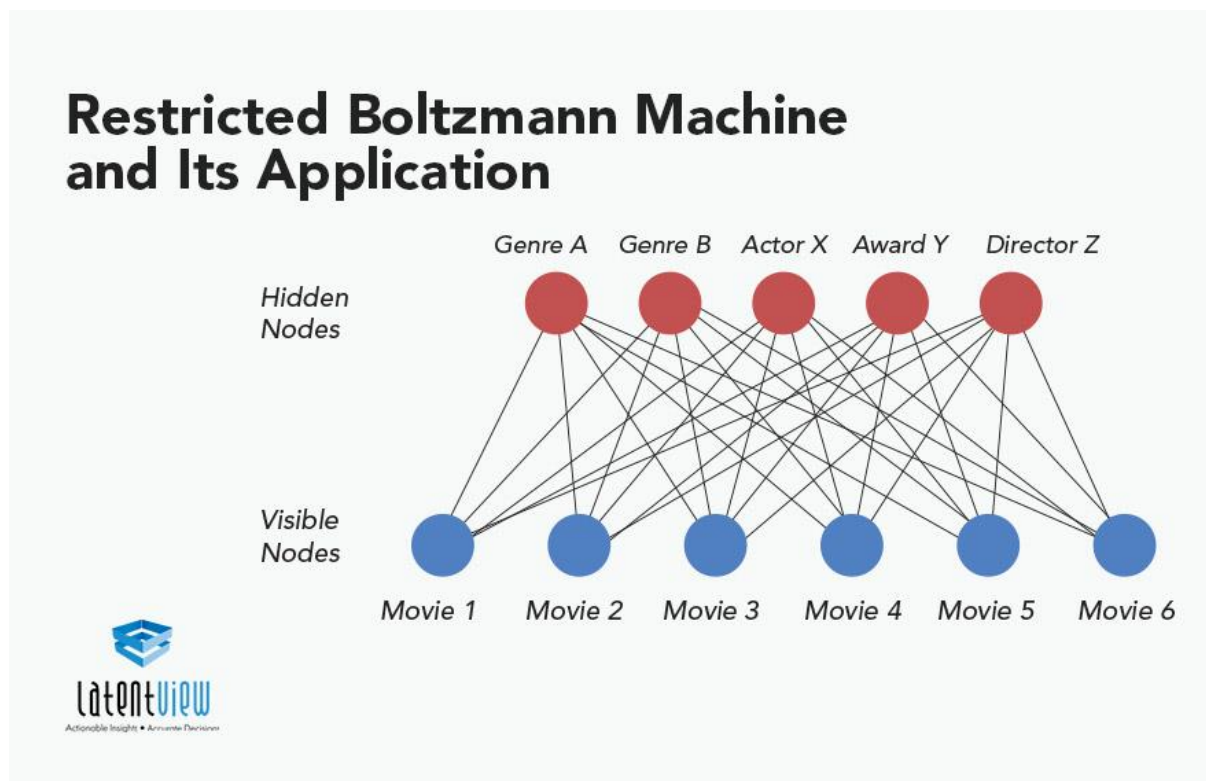 Restricted Boltzmann Machine
and Its Application
Genre A Genre B Actor X Award Y Director Z
Hidden
Nodes
Visible
Nodes
Movie 1 Movie 2 Movie 3 Movie 4 Movie 5 Movie 6
LatentView
Actionable Insights • Accurate Decisions